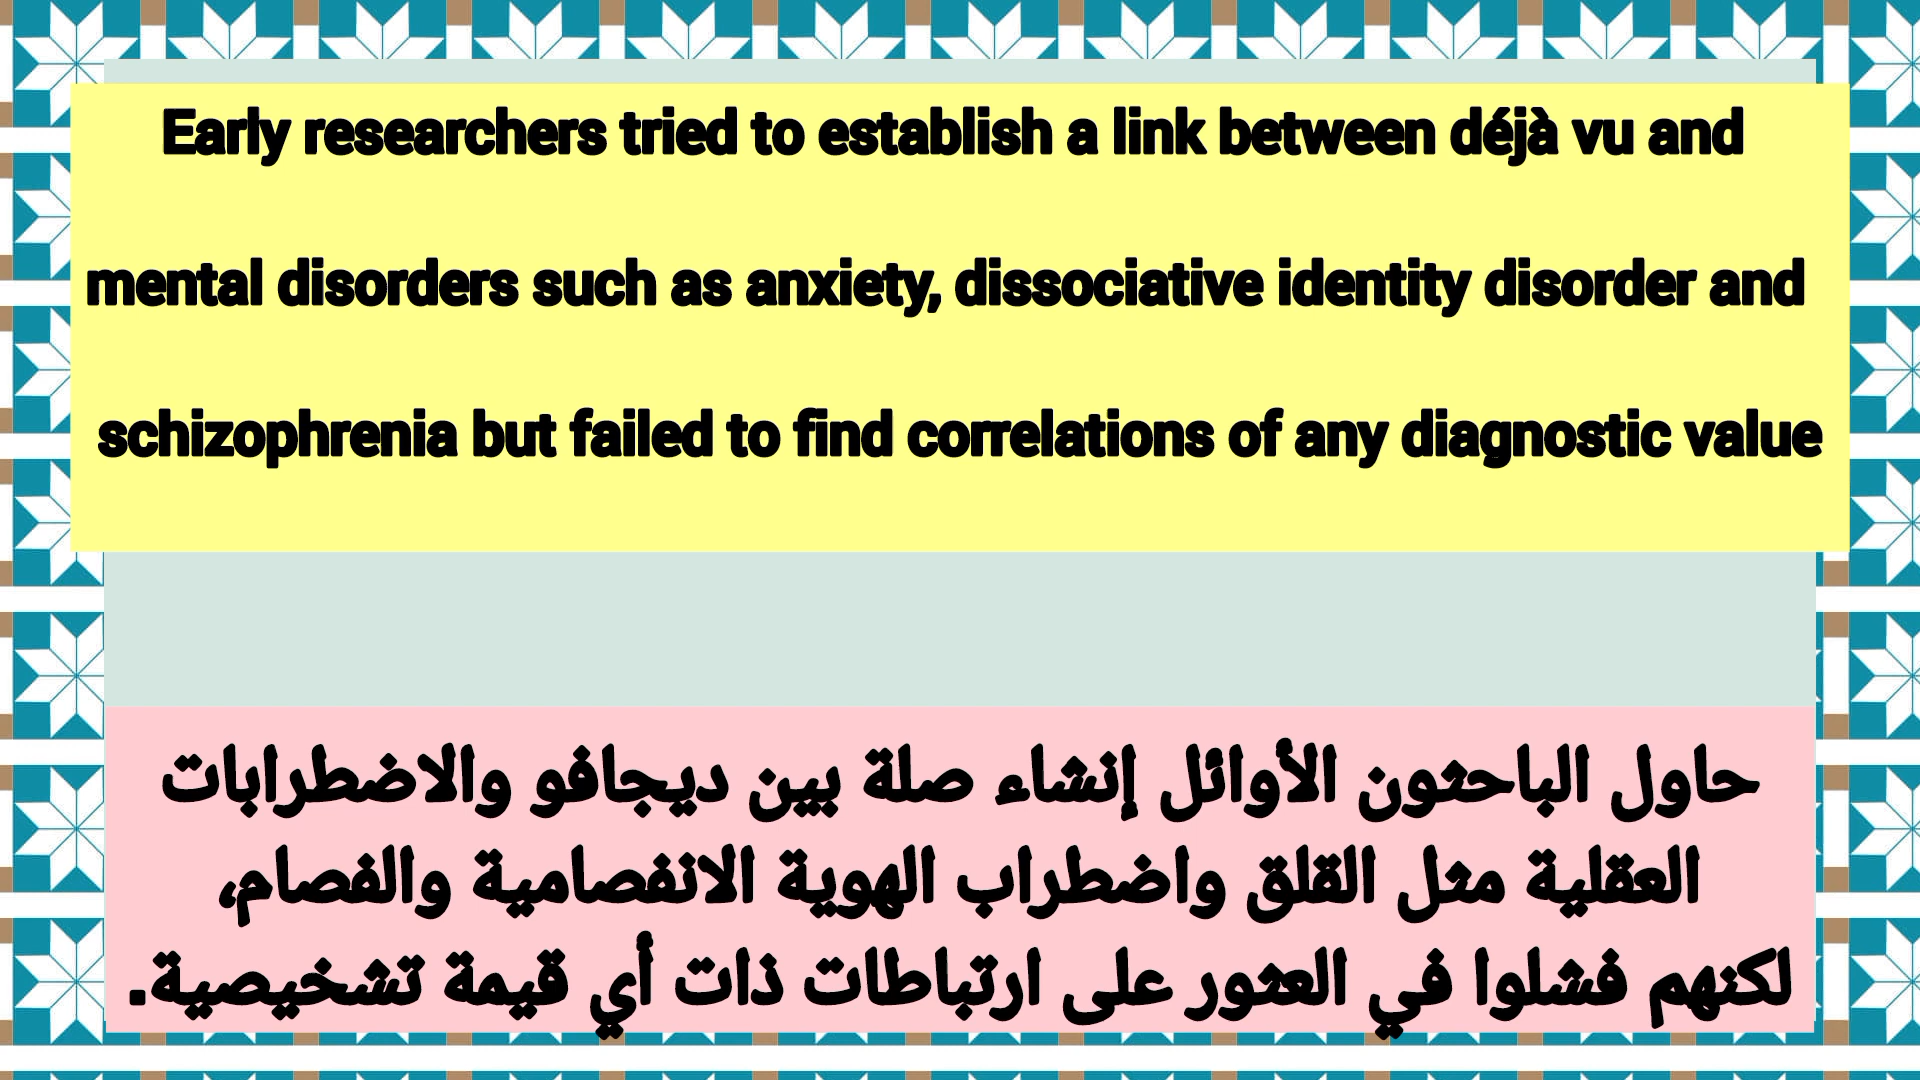 Early researchers tried to establish a link between déjà vu and
mental disorders such as anxiety, dissociative identity disorder and
schizophrenia but failed to find correlations of any diagnostic value
حاول الباحثون الأوائل إنشاء صلة بين ديجافو والاضطرابات
العقلية مثل القلق واضطراب الهوية الانفصامية والفصام،
لكنهم فشلوا في العثور على ارتباطات ذات أي قيمة تشخيصية.